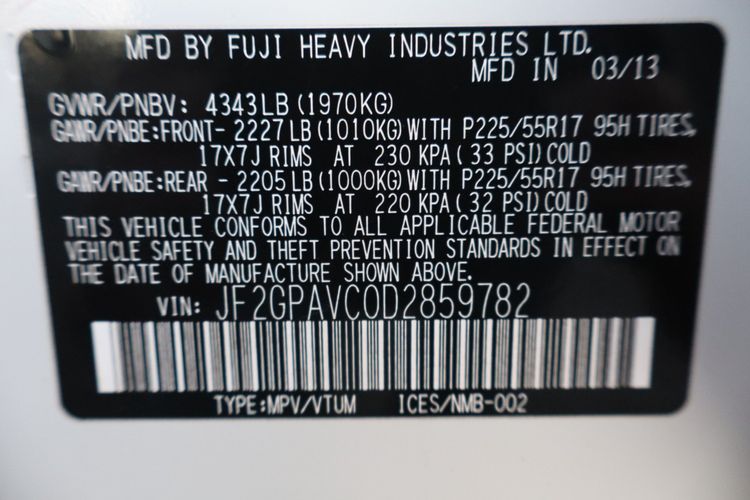 MFD BY FUJI HEAVY INDUSTRIES LTD.
MFD IN 03/13
GVWR/PNBV: 4343LB (1970KG)
GAWR/PNBE:FRONT- 2227LB (1010KG) WITH P225/55R17 95H TIRES,
17X7J RIMS AT 230 KPA( 33 PSI) COLD
GAWR/PNBE:REAR - 2205LB (1000KG) WITH P225/55R17 95H TIRES,
17X7J RIMS AT 220 KPA( 32 PSI) COLD
THIS VEHICLE CONFORMS TO ALL APPLICABLE FEDERAL MOTOR
VEHICLE SAFETY AND THEFT PREVENTION STANDARDS IN EFFECT ON
THE DATE OF MANUFACTURE SHOWN ABOVE.
VIN: JF2GPAVC0D2859782
TYPE:MPV/VTUM ICES/NMB-002